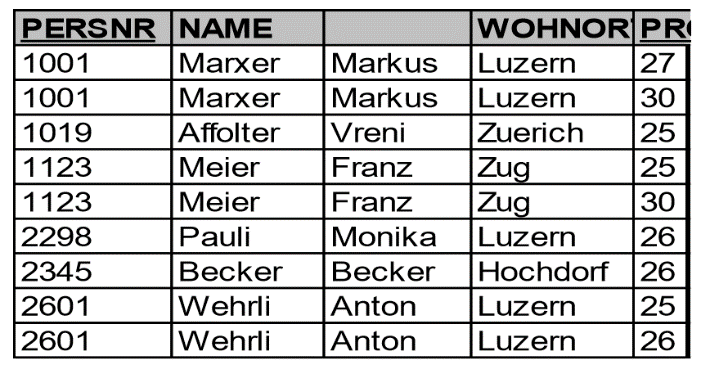 PERSNR NAME WOHNORT PRO
1001 Marxer Markus Luzern 27
1001 Marxer Markus Luzern 30
1019 Affolter Vreni Zuerich 25
1123 Meier Franz Zug 25
1123 Meier Franz Zug 30
2298 Pauli Monika Luzern 26
2345 Becker Becker Hochdorf 26
2601 Wehrli Anton Luzern 25
2601 Wehrli Anton Luzern 26